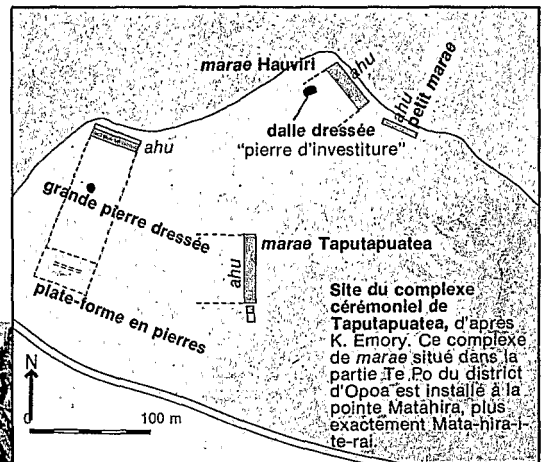 marae Hauviri
ahu
petit marae
ahu
dalle dressée
"pierre d'investiture"
ahu
grande pierre dressée
marae Taputapuatea
ahu
plate-forme en pierres
Site du complexe
cérémoniel de
Taputapuatea, d'après
K. Emory. Ce complexe
de marae situé dans la
partie Te Po du district
d'Opoa est installé à la
pointe Matahira, plus
exactement Mata-hira-i-
te-rai.
N
0 100 m